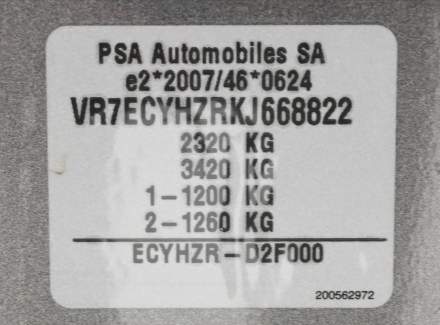 PSA Automobiles SA
e2*2007/46*0624
VR7ECYHZRKJ668822
2320 KG
3420 KG
1-1200 KG
2-1260 KG
ECYHZR-D2F000
200562972